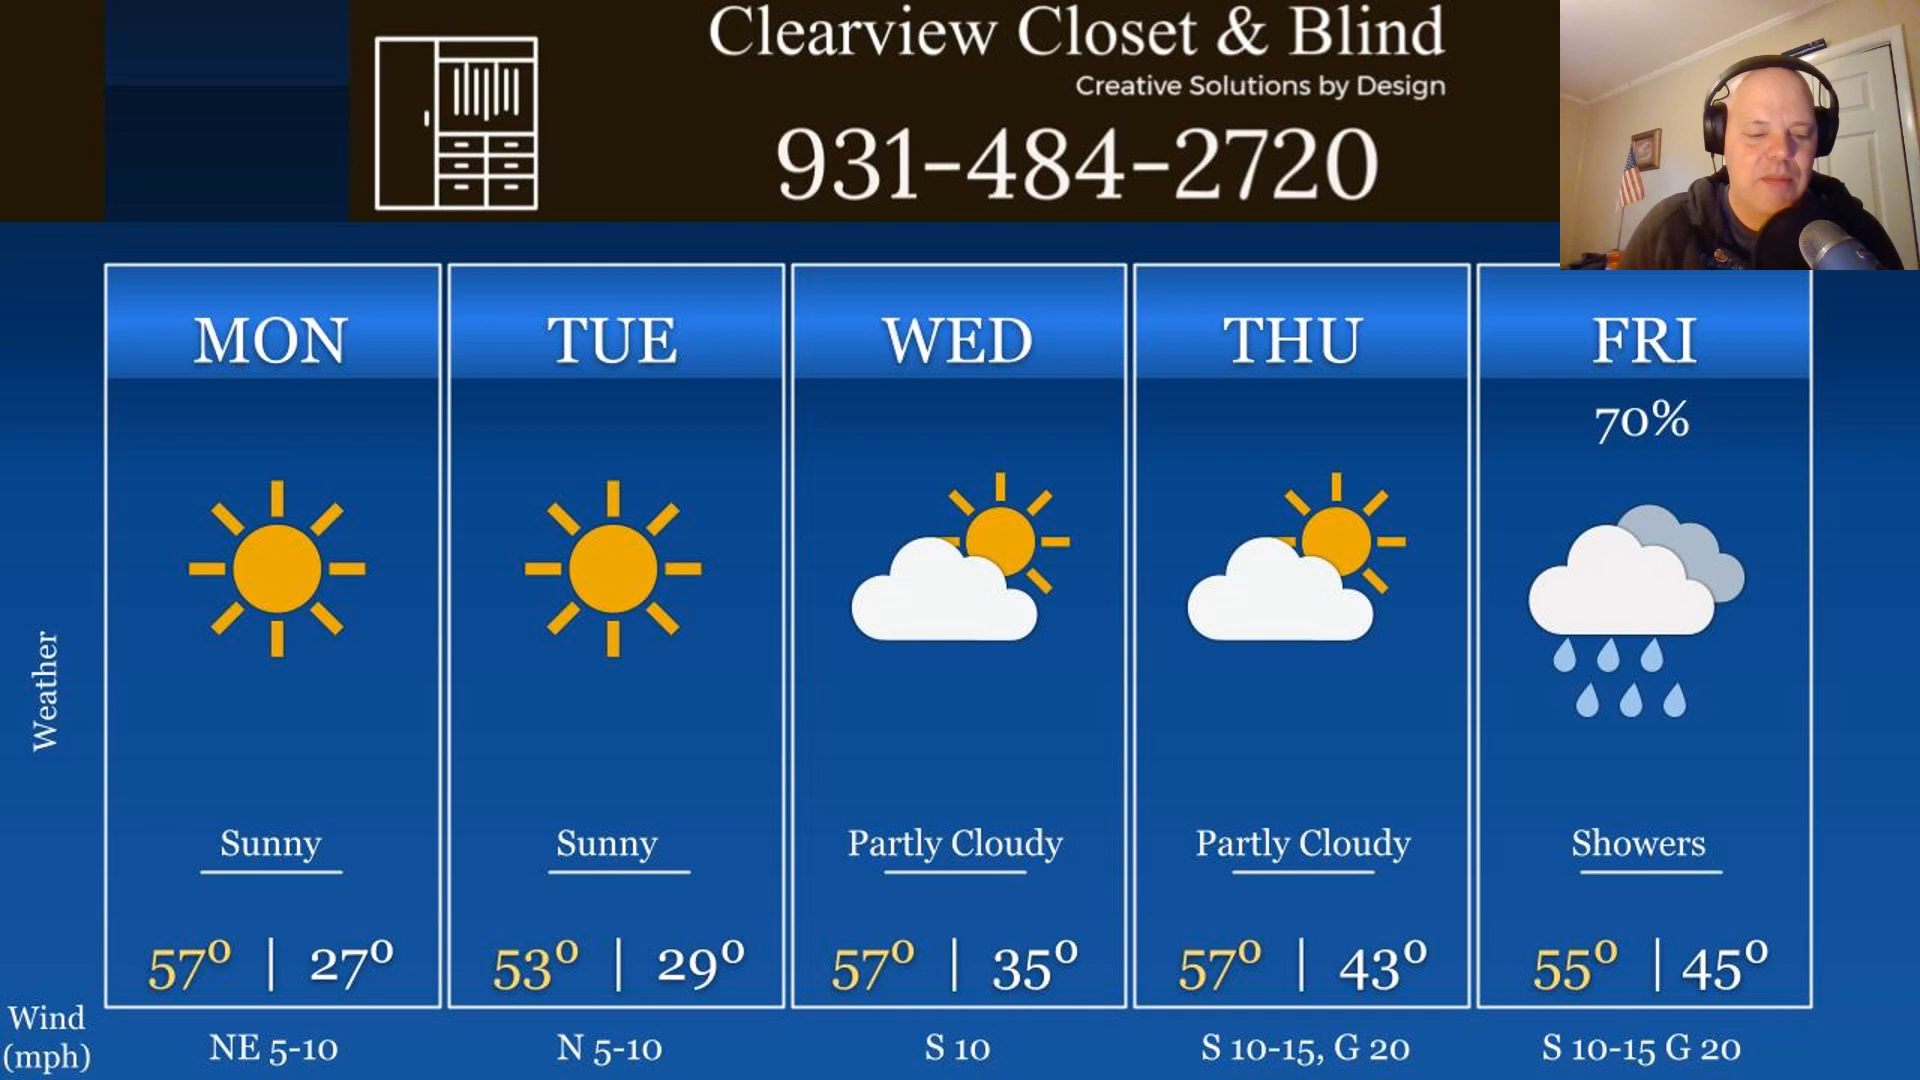 Clearview Closet & Blind
Creative Solutions by Design
931-484-2720
MON TUE WED THU FRI
70%
Weather
Sunny Sunny Partly Cloudy Partly Cloudy Showers
57° | 27° 53° | 29° 57° | 35° 57° | 43° 55° | 45°
Wind
(mph)
NE 5-10 N 5-10 S 10 S 10-15, G 20 S 10-15 G 20